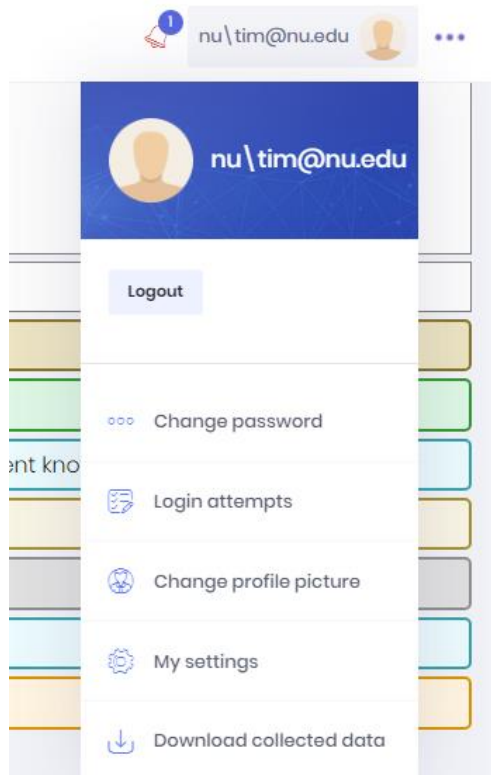 1
nu\tim@nu.edu
nu\tim@nu.edu
Logout
Change password
ent kno
Login attempts
Change profile picture
My settings
Download collected data